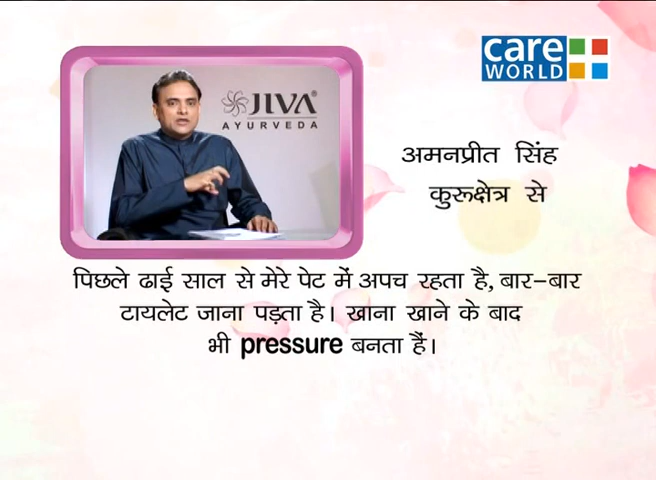 care
WORLD
JIVA®
AYURVEDA
अमनप्रीत सिंह
कुरूक्षेत्र से
पिछले ढाई साल से मेरे पेट में अपच रहता है, बार-बार
टायलेट जाना पड़ता है। खाना खाने के बाद
भी pressure बनता हैं।